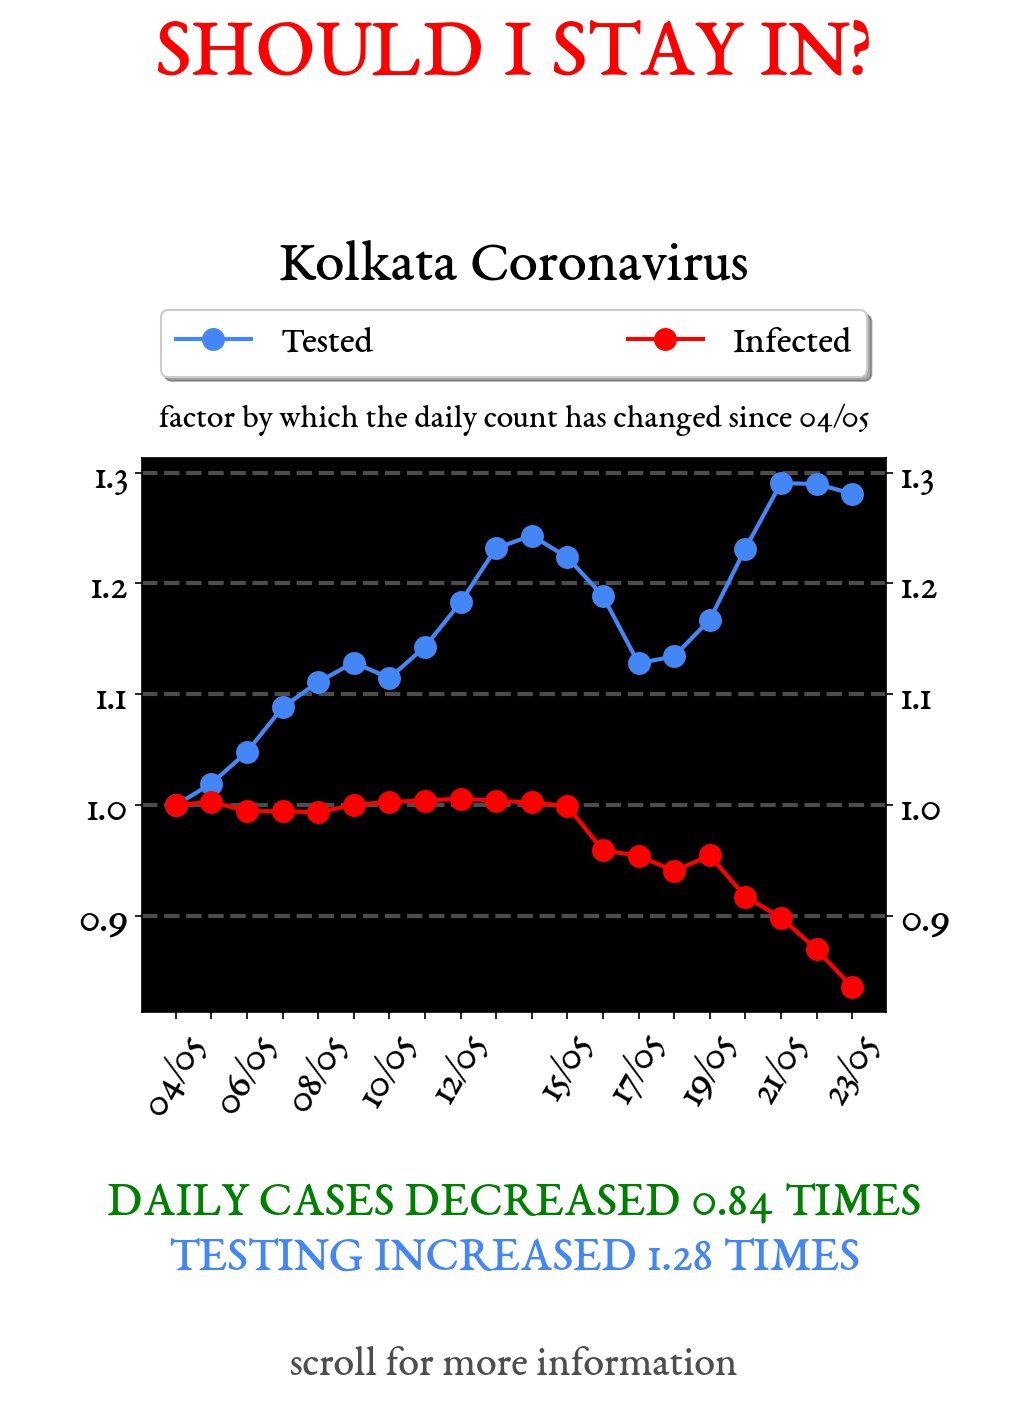 SHOULD I STAY IN?
Kolkata Coronavirus
Tested Infected
factor by which the daily count has changed since 04/05
1.3 1.3
1.2 1.2
1.1 1.1
1.0 1.0
0.9 0.9
04/05 06/05 08/05 10/05 12/05 15/05 17/05 19/05 21/05 23/05
DAILY CASES DECREASED 0.84 TIMES
TESTING INCREASED 1.28 TIMES
scroll for more information